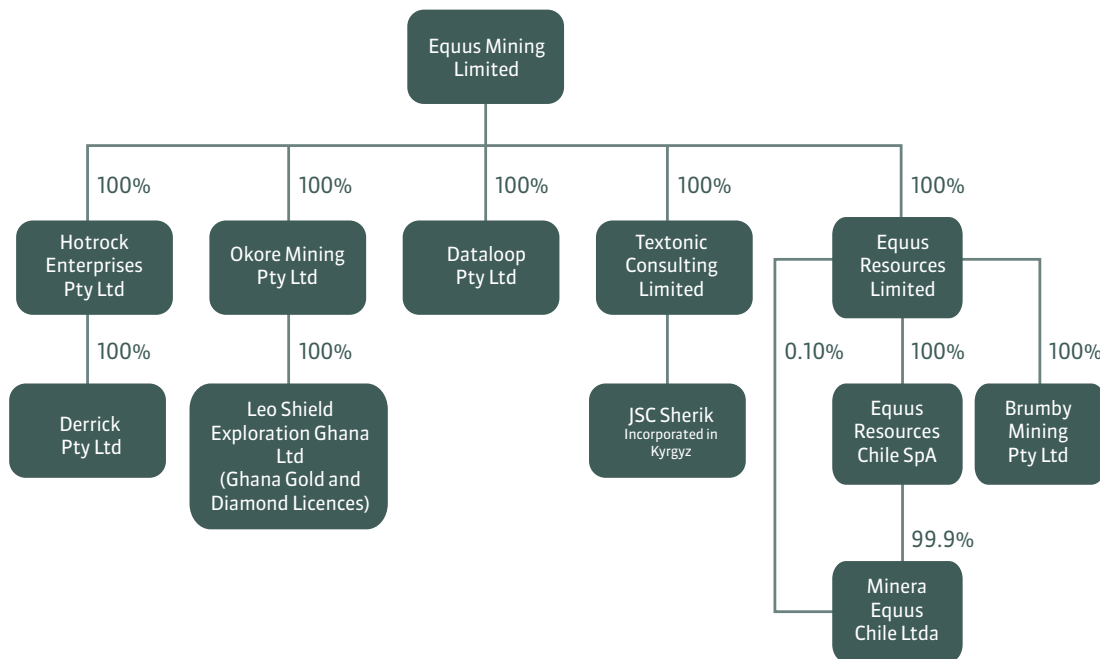 Equus Mining
Limited
100%
100%
100%
100%
100%
Hotrock
Enterprises
Pty Ltd
Okore Mining
Pty Ltd
Dataloop
Pty Ltd
Textonic
Consulting
Limited
Equus
Resources
Limited
100%
100%
0.10%
100%
100%
Derrick
Pty Ltd
Leo Shield
Exploration Ghana
Ltd
(Ghana Gold and
Diamond Licences)
JSC Sherik
Incorporated in
Kyrgyz
Equus
Resources
Chile SpA
Brumby
Mining
Pty Ltd
99.9%
Minera
Equus
Chile Ltda